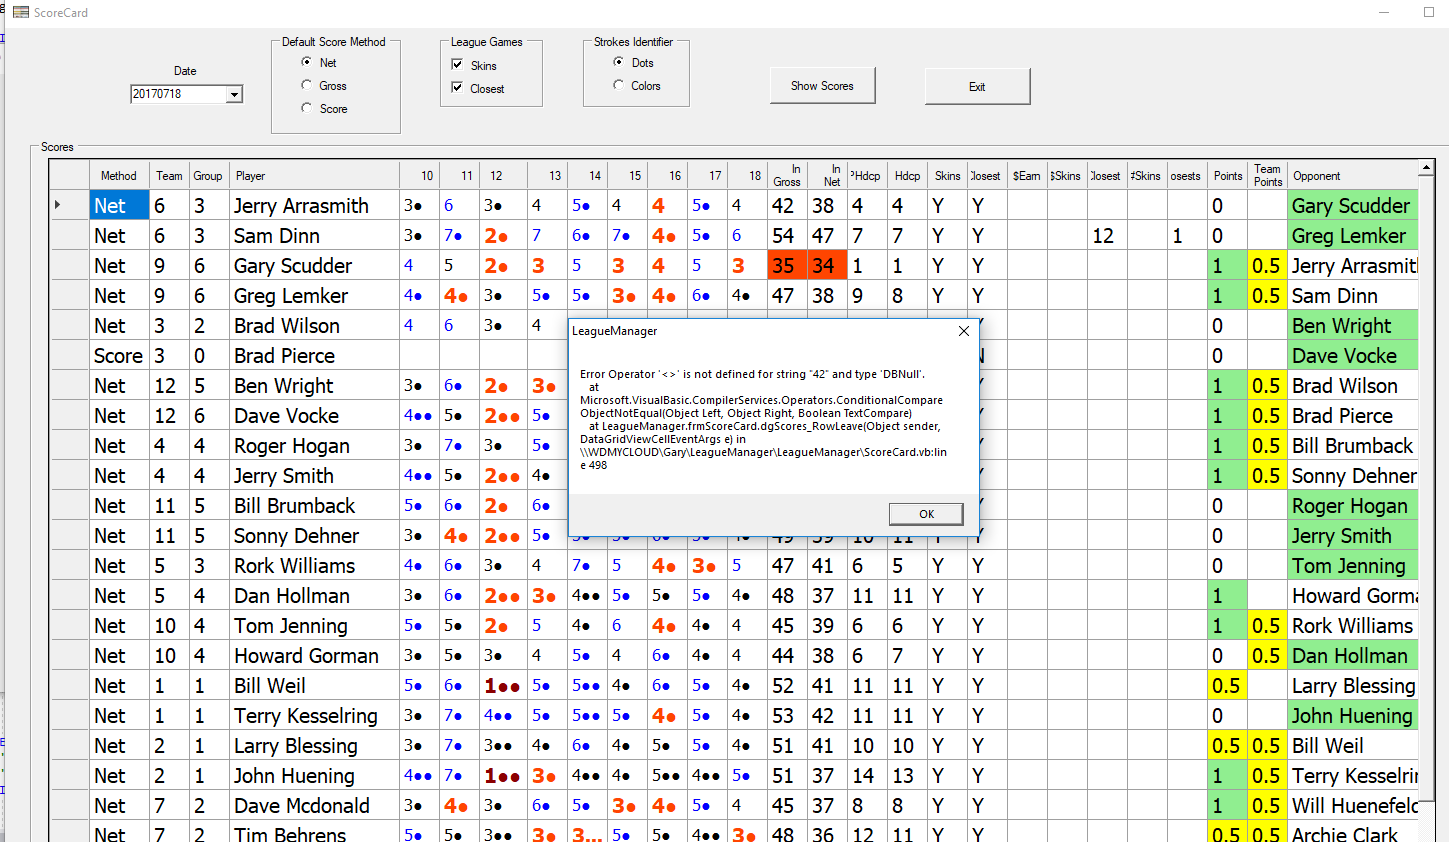 ScoreCard
Date
20170718
Default Score Method
Net
Gross
Score
League Games
Skins
Closest
Strokes Identifier
Dots
Colors
Show Scores
Exit
Scores
Method Team Group Player 10 11 12 13 14 15 16 17 18 In Gross In Net Hdcp Hdcp Skins Closest $Earn $Skins Closest #Skins osests Points Team Points Opponent
Net 6 3 Jerry Arrasmith 3● 6 3● 4 5● 4 4 5● 4 42 38 4 4 Y Y 0 Gary Scudder
Net 6 3 Sam Dinn 3● 7● 2● 7 6● 7● 4● 5● 6 54 47 7 7 Y Y 12 1 0 Greg Lemker
Net 9 6 Gary Scudder 4 5 2● 3 5 3 4 5 3 35 34 1 1 Y Y 1 0.5 Jerry Arrasmit
Net 9 6 Greg Lemker 4● 4● 3● 5● 5● 3● 4● 6● 4● 47 38 9 8 Y Y 1 0.5 Sam Dinn
Net 3 2 Brad Wilson 4 6 3● 4 0 Ben Wright
Score 3 0 Brad Pierce 0 Dave Vocke
Net 12 5 Ben Wright 3● 6● 2● 3● 1 0.5 Brad Wilson
Net 12 6 Dave Vocke 4●● 5● 2●● 5● 1 0.5 Brad Pierce
Net 4 4 Roger Hogan 3● 7● 3● 5● 1 0.5 Bill Brumback
Net 4 4 Jerry Smith 4●● 5● 2●● 4● 1 0.5 Sonny Dehner
Net 11 5 Bill Brumback 5● 6● 2● 6● 0 Roger Hogan
Net 11 5 Sonny Dehner 3● 4● 2●● 5● 0 Jerry Smith
Net 5 3 Rork Williams 4● 6● 3● 4 7● 5 4● 3● 5 47 41 6 5 Y Y 0 Tom Jenning
Net 5 4 Dan Hollman 3● 6● 2●● 3● 4●● 5● 5● 5● 4● 48 37 11 11 Y Y 1 Howard Gorma
Net 10 4 Tom Jenning 5● 5● 2● 5 4● 6 4● 4● 4 45 39 6 6 Y Y 1 0.5 Rork Williams
Net 10 4 Howard Gorman 3● 5● 3● 4 5● 4 6● 4● 4● 44 38 6 7 Y Y 0 0.5 Dan Hollman
Net 1 1 Bill Weil 5● 6● 1●● 5● 5●● 4● 6● 5● 4● 52 41 11 11 Y Y 0.5 Larry Blessing
Net 1 1 Terry Kesselring 3● 7● 4●● 5● 5●● 5● 4● 5● 4● 53 42 11 11 Y Y 0 John Huening
Net 2 1 Larry Blessing 3● 7● 3●● 4● 6● 4● 5● 5● 4● 51 41 10 10 Y Y 0.5 0.5 Bill Weil
Net 2 1 John Huening 4●● 7● 1●● 3● 4●● 4● 5●● 4●● 5● 51 37 14 13 Y Y 1 0.5 Terry Kesselrin
Net 7 2 Dave Mcdonald 3● 4● 3● 6● 5● 3● 4● 5● 4 45 37 8 8 Y Y 1 0.5 Will Huenefeld
Net 7 2 Tim Behrens 5● 5● 3●● 3● 3... 5● 5● 4●● 3● 48 36 12 11 Y Y 0.5 0.5 Archie Clark
LeagueManager
Error Operator '<>' is not defined for string "42" and type 'DBNull'.
at
Microsoft.VisualBasic.CompilerServices.Operators.ConditionalCompare
ObjectNotEqual(Object Left, Object Right, Boolean TextCompare)
at LeagueManager.frmScoreCard.dgScores_RowLeave(Object sender,
DataGridViewCellEventArgs e) in
\\WDMYCLOUD\Gary\LeagueManager\LeagueManager\ScoreCard.vb:lin
e 498
OK